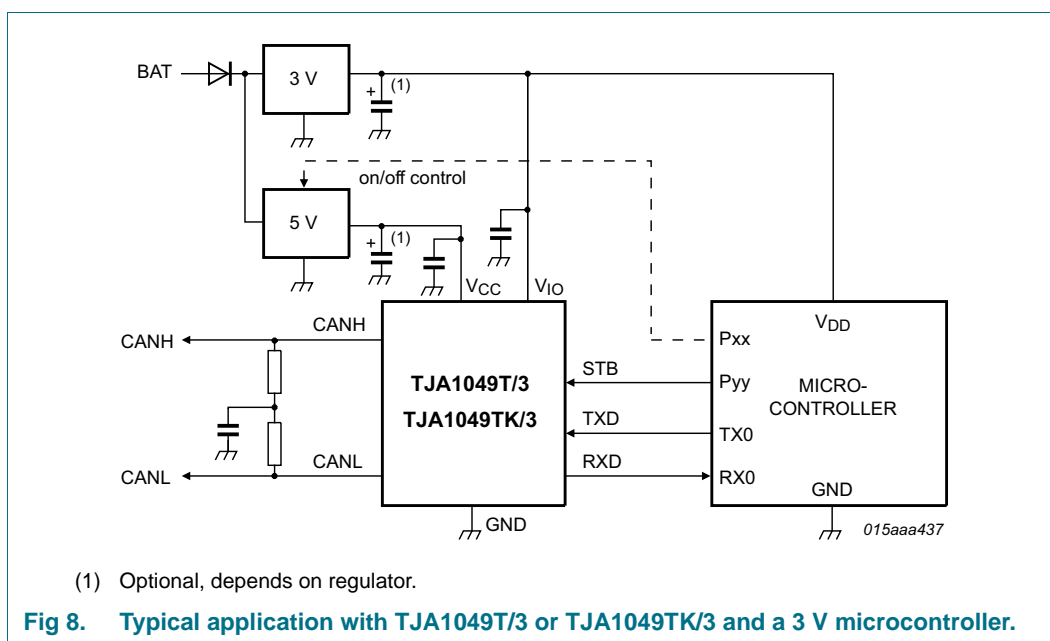 BAT
3 V
+
(1)
on/off control
5 V
+
(1)
VCC
VIO
CANH
CANH
VDD
Pxx
STB
Pyy
TJA1049T/3
MICRO-
CONTROLLER
TJA1049TK/3
TXD
TX0
RXD
RX0
CANL
CANL
GND
GND
015aaa437
(1) Optional, depends on regulator.
Fig 8. Typical application with TJA1049T/3 or TJA1049TK/3 and a 3 V microcontroller.